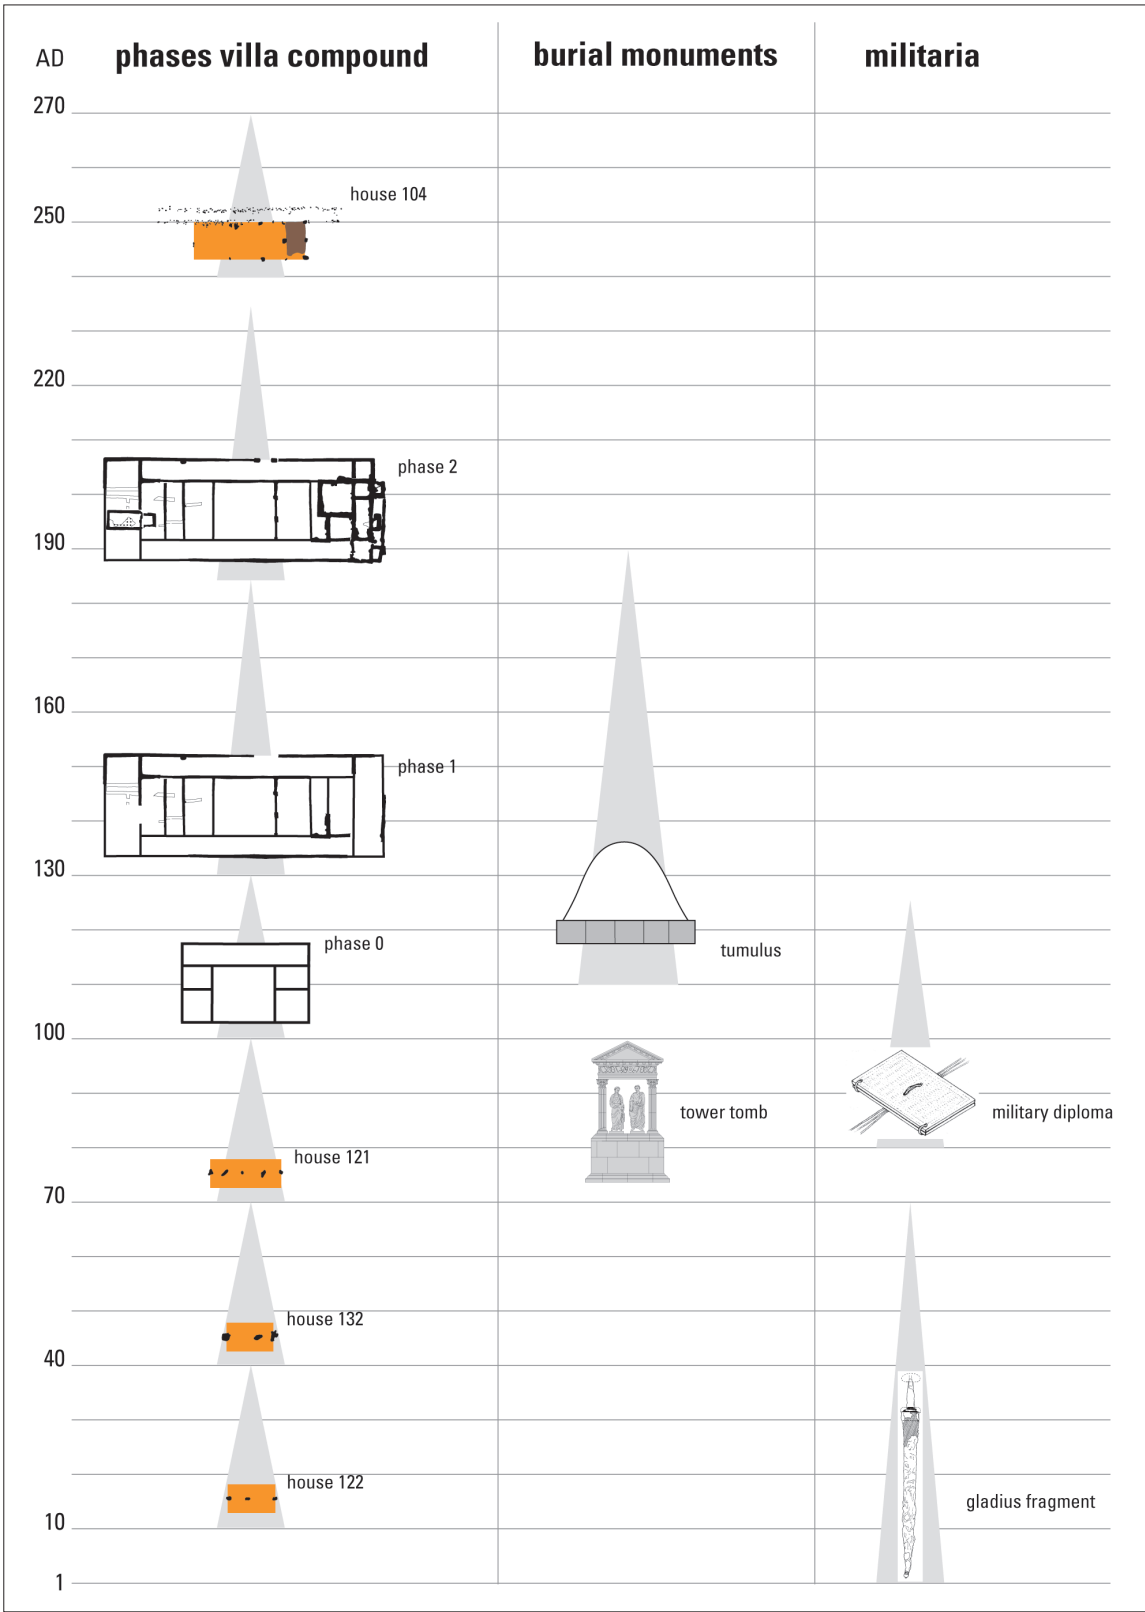 AD
phases villa compound
burial monuments
militaria
270
house 104
250
220
phase 2
190
160
phase 1
130
phase 0
tumulus
100
tower tomb
military diploma
house 121
70
house 132
40
house 122
gladius fragment
10
1